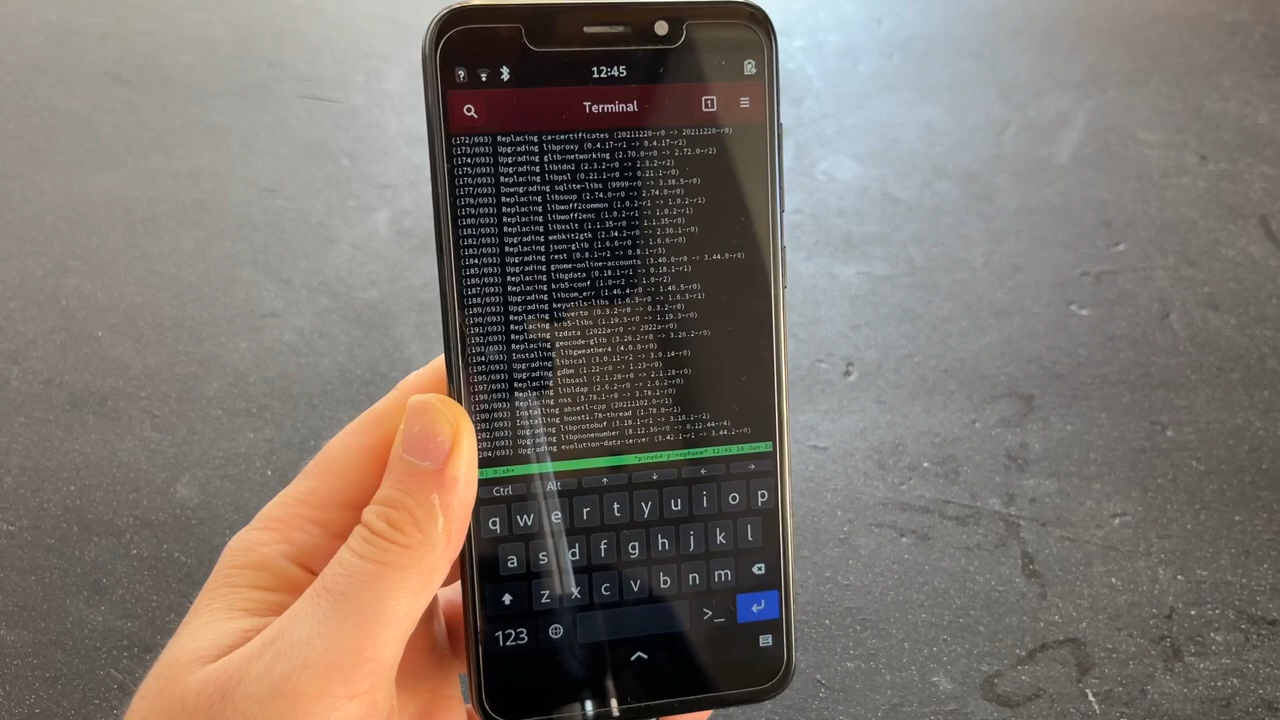 12:45
Terminal 1
(172/693) Replacing ca-certificates (20211220-r0 -> 20211220-r0)
(173/693) Upgrading libproxy (0.4.17-r1 -> 0.4.17-r2)
(174/693) Upgrading glib-networking (2.70.0-r0 -> 2.72.0-r2)
(175/693) Upgrading libidn2 (2.3.2-r0 -> 2.3.2-r2)
(176/693) Replacing libpsl (0.21.1-r0 -> 0.21.1-r0)
(177/693) Downgrading sqlite-libs (9999-r0 -> 3.38.5-r0)
(178/693) Replacing libsoup (2.74.0-r0 -> 2.74.0-r0)
(179/693) Replacing libwoff2common (1.0.2-r1 -> 1.0.2-r1)
(180/693) Replacing libwoff2enc (1.0.2-r1 -> 1.0.2-r1)
(181/693) Replacing libxslt (1.1.35-r0 -> 1.1.35-r0)
Upgrading webkit2gtk (2.34.2-r0 -> 2.36.1-r0)
Replacing json-glib (1.6.6-r0 -> 1.6.6-r0)
(184/693) Upgrading rest (0.8.1-r2 -> 0.8.1-r3)
(185/693) Upgrading gnome-online-accounts (3.40.0-r0 -> 3.44.0-r0)
(186/693) Replacing libgdata (0.18.1-r1 -> 0.18.1-r1)
(187/693) Replacing krb5-conf (1.0-r2 -> 1.0-r2)
(188/693) Upgrading libcom_err (1.46.4-r0 -> 1.46.5-r0)
(189/693) Upgrading keyutils-libs (1.6.3-r0 -> 1.6.3-r1)
(190/693) Replacing libverto (0.3.2-r0 -> 0.3.2-r0)
(191/693) Replacing krb5-libs (1.19.3-r0 -> 1.19.3-r0)
(192/693) Replacing tzdata (2022a-r0 -> 2022a-r0)
(193/693) Replacing geocode-glib (3.26.2-r0 -> 3.26.2-r0)
(194/693) Installing libgweather4 (4.0.0-r0)
(195/693) Upgrading libical (3.0.11-r2 -> 3.0.14-r0)
Upgrading gdbm (1.22-r0 -> 1.23-r0)
(197/693) Replacing libsasl (2.1.28-r0 -> 2.1.28-r0)
(198/693) Replacing libldap (2.6.2-r0 -> 2.6.2-r0)
(199/693) Replacing nss (3.78.1-r0 -> 3.78.1-r0)
(200/693) Installing abseil-cpp (20211102.0-r1)
(201/693) Installing boost1.78-thread (1.78.0-r1)
202/693) Upgrading libprotobuf (3.18.1-r1 -> 3.18.1-r2)
Upgrading libphonenumber (8.12.36-r0 -> 8.12.44-r4)
204/693) Upgrading evolution-data-server (3.42.1-r1 -> 3.44.2-r0)
0:sh* "pine64-pinephone" 12:45 14-Jun-22
Ctrl Alt ↑ ↓ ← →
q w e r t y u i o p
a s d f g h j k l
z x c v b n m
123 >_